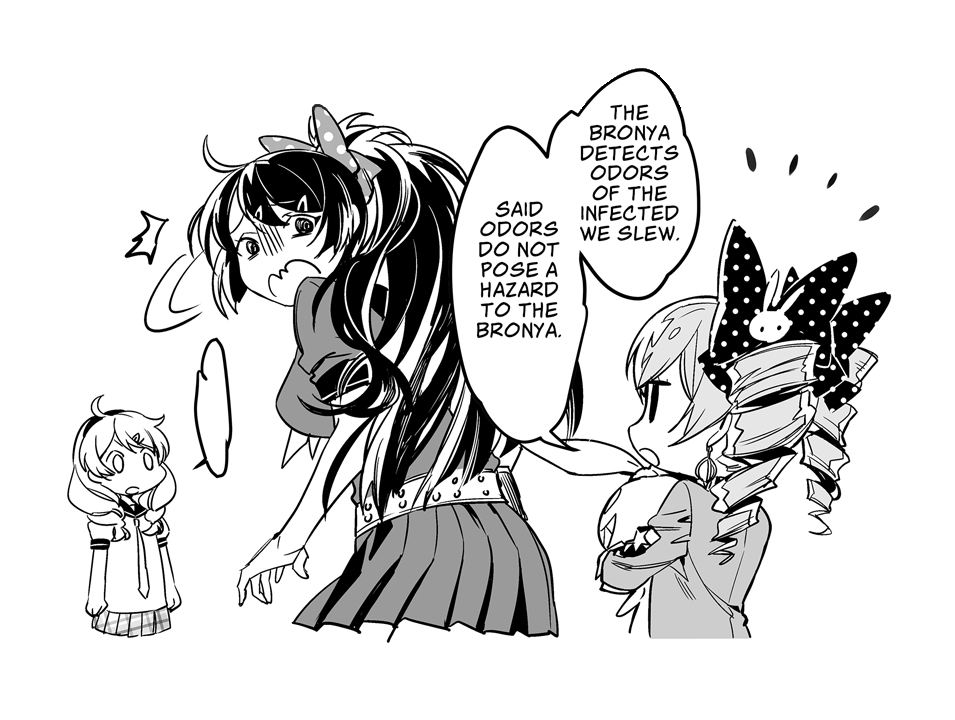 THE
BRONYA
DETECTS
ODORS
OF THE
INFECTED
WE SLEW.
SAID
ODORS
DO NOT
POSE A
HAZARD
TO THE
BRONYA.